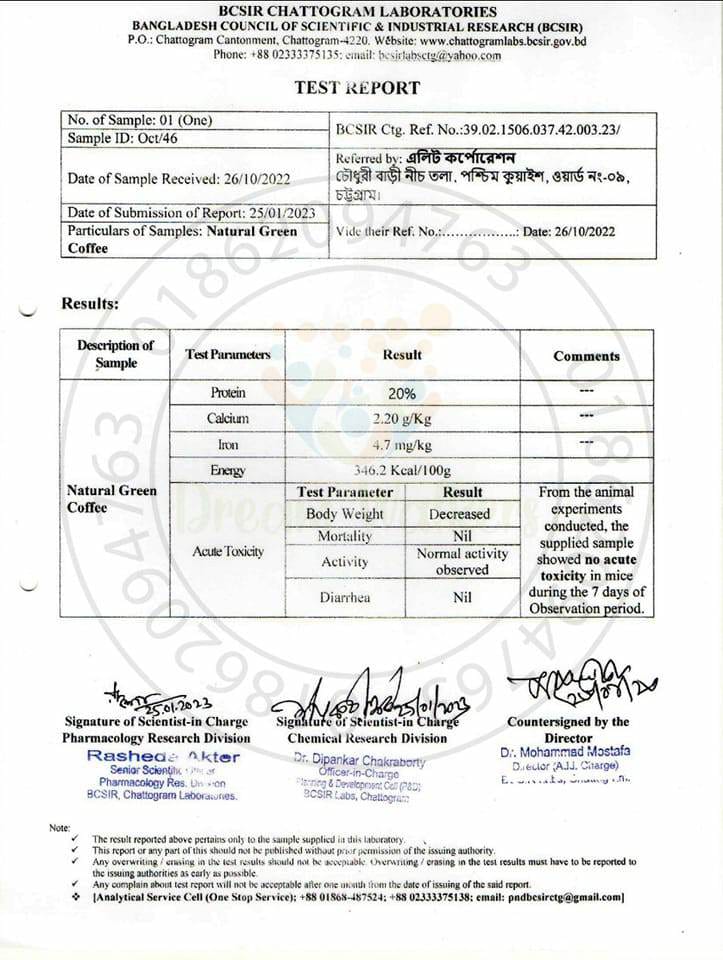 BCSIR CHATTOGRAM LABORATORIES
BANGLADESH COUNCIL OF SCIENTIFIC & INDUSTRIAL RESEARCH (BCSIR)
P.O.: Chattogram Cantonment, Chattogram-4220. Website: www.chattogramlabs.bcsir.gov.bd
Phone: +88 02333375135; email: bcsirlabsctg@yahoo.com
TEST REPORT
No. of Sample: 01 (One)
Sample ID: Oct/46
BCSIR Ctg. Ref. No.:39.02.1506.037.42.003.23/
Date of Sample Received: 26/10/2022
Referred by: এলিট কর্পোরেশন
চৌধুরী বাড়ী নীচ তলা, পশ্চিম কুয়াইশ, ওয়ার্ড নং-০৯,
চট্টগ্রাম।
Date of Submission of Report: 25/01/2023
Particulars of Samples: Natural Green
Coffee
Vide their Ref. No.:..................: Date: 26/10/2022
Results:
Description of
Sample
Test Parameters
Result
Comments
Natural Green
Coffee
Protein
20%
---
Calcium
2.20 g/Kg
---
Iron
4.7 mg/kg
---
Energy
346.2 Kcal/100g
Acute Toxicity
Test Parameter
Result
Body Weight
Decreased
Mortality
Nil
Activity
Normal activity
observed
Diarrhea
Nil
From the animal
experiments
conducted, the
supplied sample
showed no acute
toxicity in mice
during the 7 days of
Observation period.
25.01.2023
25/01/2023
Signature of Scientist-in Charge
Pharmacology Research Division
Rasheda Akter
Senior Scientific Officer
Pharmacology Res. Division
BCSIR, Chattogram Laboratories.
Signature of Scientist-in Charge
Chemical Research Division
Dr. Dipankar Chakraborty
Officer-in-Charge
Planning & Development Cell (P&D)
BCSIR Labs, Chattogram
Countersigned by the
Director
Dr. Mohammad Mostafa
Director (Add. Charge)
Note:
✓ The result reported above pertains only to the sample supplied in this laboratory.
✓ This report or any part of this should not be published without prior permission of the issuing authority.
✓ Any overwriting / erasing in the test results should not be acceptable. Overwriting / erasing in the test results must have to be reported to
the issuing authorities as early as possible.
✓ Any complain about test report will not be acceptable after one month from the date of issuing of the said report.
❖ [Analytical Service Cell (One Stop Service); +88 01868-487524; +88 02333375138; email: pndbcsirctg@gmail.com]
01862094763